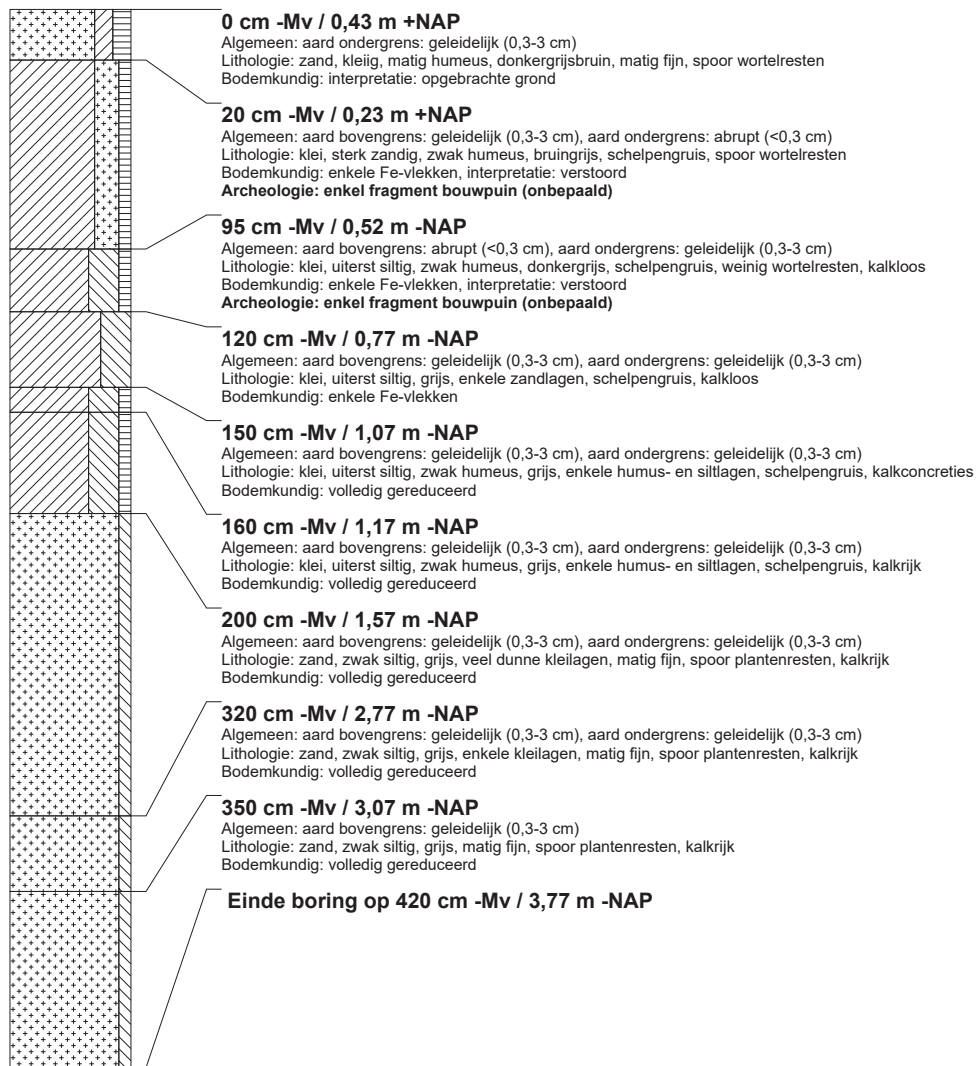 0 cm -Mv / 0,43 m +NAP
Algemeen: aard ondergrens: geleidelijk (0,3-3 cm)
Lithologie: zand, kleiig, matig humeus, donkergrijsbruin, matig fijn, spoor wortelresten
Bodemkundig: interpretatie: opgebrachte grond
20 cm -Mv / 0,23 m +NAP
Algemeen: aard bovengrens: geleidelijk (0,3-3 cm), aard ondergrens: abrupt (<0,3 cm)
Lithologie: klei, sterk zandig, zwak humeus, bruingrijs, schelpengruis, spoor wortelresten
Bodemkundig: enkele Fe-vlekken, interpretatie: verstoord
Archeologie: enkel fragment bouwpuin (onbepaald)
95 cm -Mv / 0,52 m -NAP
Algemeen: aard bovengrens: abrupt (<0,3 cm), aard ondergrens: geleidelijk (0,3-3 cm)
Lithologie: klei, uiterst siltig, zwak humeus, donkergrijs, schelpengruis, weinig wortelresten, kalkloos
Bodemkundig: enkele Fe-vlekken, interpretatie: verstoord
Archeologie: enkel fragment bouwpuin (onbepaald)
120 cm -Mv / 0,77 m -NAP
Algemeen: aard bovengrens: geleidelijk (0,3-3 cm), aard ondergrens: geleidelijk (0,3-3 cm)
Lithologie: klei, uiterst siltig, grijs, enkele zandlagen, schelpengruis, kalkloos
Bodemkundig: enkele Fe-vlekken
150 cm -Mv / 1,07 m -NAP
Algemeen: aard bovengrens: geleidelijk (0,3-3 cm), aard ondergrens: geleidelijk (0,3-3 cm)
Lithologie: klei, uiterst siltig, zwak humeus, grijs, enkele humus- en siltlagen, schelpengruis, kalkconcreties
Bodemkundig: volledig gereduceerd
160 cm -Mv / 1,17 m -NAP
Algemeen: aard bovengrens: geleidelijk (0,3-3 cm), aard ondergrens: geleidelijk (0,3-3 cm)
Lithologie: klei, uiterst siltig, zwak humeus, grijs, enkele humus- en siltlagen, schelpengruis, kalkrijk
Bodemkundig: volledig gereduceerd
200 cm -Mv / 1,57 m -NAP
Algemeen: aard bovengrens: geleidelijk (0,3-3 cm), aard ondergrens: geleidelijk (0,3-3 cm)
Lithologie: zand, zwak siltig, grijs, veel dunne kleilagen, matig fijn, spoor plantenresten, kalkrijk
Bodemkundig: volledig gereduceerd
320 cm -Mv / 2,77 m -NAP
Algemeen: aard bovengrens: geleidelijk (0,3-3 cm), aard ondergrens: geleidelijk (0,3-3 cm)
Lithologie: zand, zwak siltig, grijs, enkele kleilagen, matig fijn, spoor plantenresten, kalkrijk
Bodemkundig: volledig gereduceerd
350 cm -Mv / 3,07 m -NAP
Algemeen: aard bovengrens: geleidelijk (0,3-3 cm)
Lithologie: zand, zwak siltig, grijs, matig fijn, spoor plantenresten, kalkrijk
Bodemkundig: volledig gereduceerd
Einde boring op 420 cm -Mv / 3,77 m -NAP